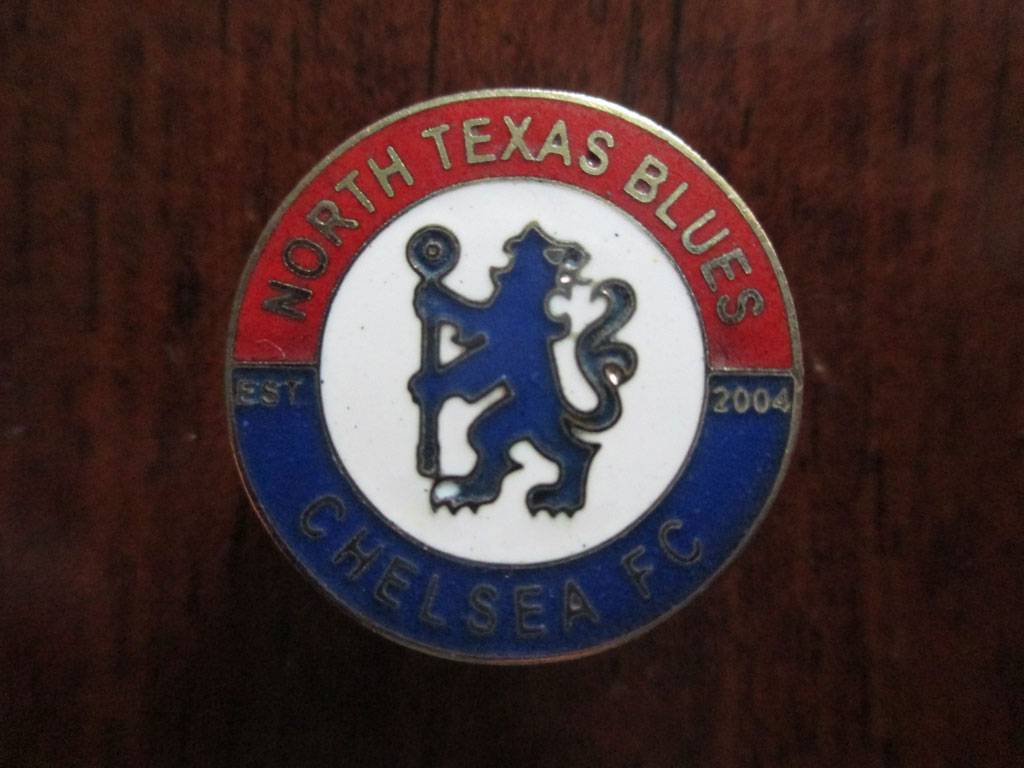 NORTH TEXAS BLUES
EST. 2004
CHELSEA FC